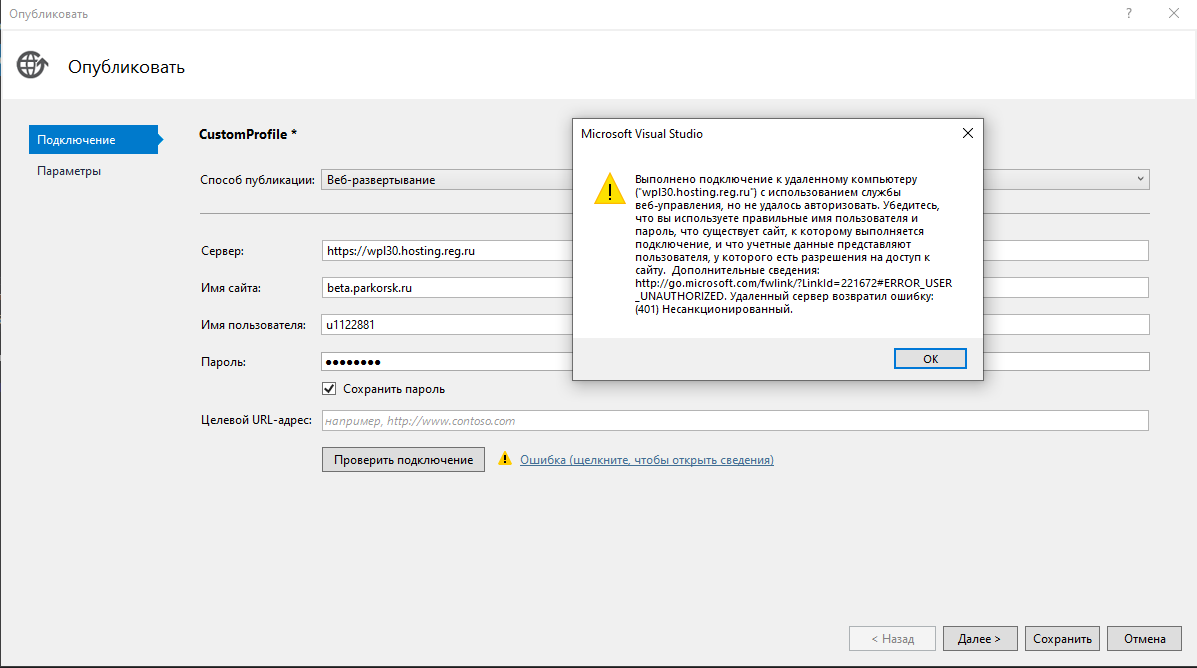 Опубликовать
?
Опубликовать
Подключение
Параметры
CustomProfile *
Способ публикации: Веб-развертывание
Сервер: https://wpl30.hosting.reg.ru
Имя сайта: beta.parkorsk.ru
Имя пользователя: u1122881
Пароль: ●●●●●●●●
Сохранить пароль
Целевой URL-адрес: например, http://www.contoso.com
Проверить подключение
Ошибка (щелкните, чтобы открыть сведения)
Microsoft Visual Studio
Выполнено подключение к удаленному компьютеру
("wpl30.hosting.reg.ru") с использованием службы
веб-управления, но не удалось авторизовать. Убедитесь,
что вы используете правильные имя пользователя и
пароль, что существует сайт, к которому выполняется
подключение, и что учетные данные представляют
пользователя, у которого есть разрешения на доступ к
сайту.  Дополнительные сведения:
http://go.microsoft.com/fwlink/?LinkId=221672#ERROR_USER
_UNAUTHORIZED. Удаленный сервер возвратил ошибку:
(401) Несанкционированный.
ОК
< Назад
Далее >
Сохранить
Отмена